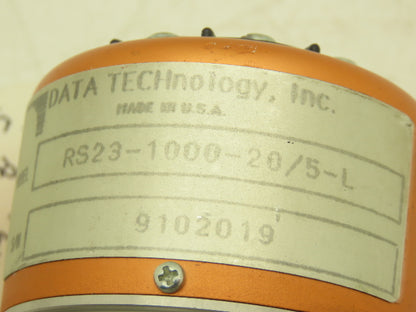 DATA TECHnology, Inc.
MADE IN U.S.A.
RS23-1000-20/5-L
9102019